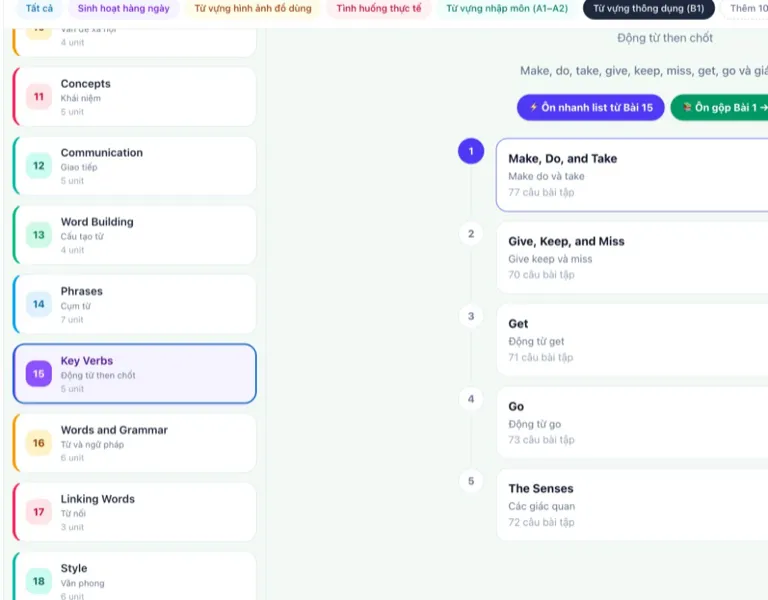 Tất cả
Sinh hoạt hàng ngày
Từ vựng hình ảnh đồ dùng
Tình huống thực tế
Từ vựng nhập môn (A1–A2)
Từ vựng thông dụng (B1)
Thêm 10
4 unit
11
Concepts
Khái niệm
5 unit
12
Communication
Giao tiếp
5 unit
13
Word Building
Cấu tạo từ
4 unit
14
Phrases
Cụm từ
7 unit
15
Key Verbs
Động từ then chốt
5 unit
16
Words and Grammar
Từ và ngữ pháp
6 unit
17
Linking Words
Từ nối
3 unit
18
Style
Văn phong
6 unit
Động từ then chốt
Make, do, take, give, keep, miss, get, go và giá
⚡ Ôn nhanh list từ Bài 15
📚 Ôn gộp Bài 1 →
1
Make, Do, and Take
Make do và take
77 câu bài tập
2
Give, Keep, and Miss
Give keep và miss
70 câu bài tập
3
Get
Động từ get
71 câu bài tập
4
Go
Động từ go
73 câu bài tập
5
The Senses
Các giác quan
72 câu bài tập